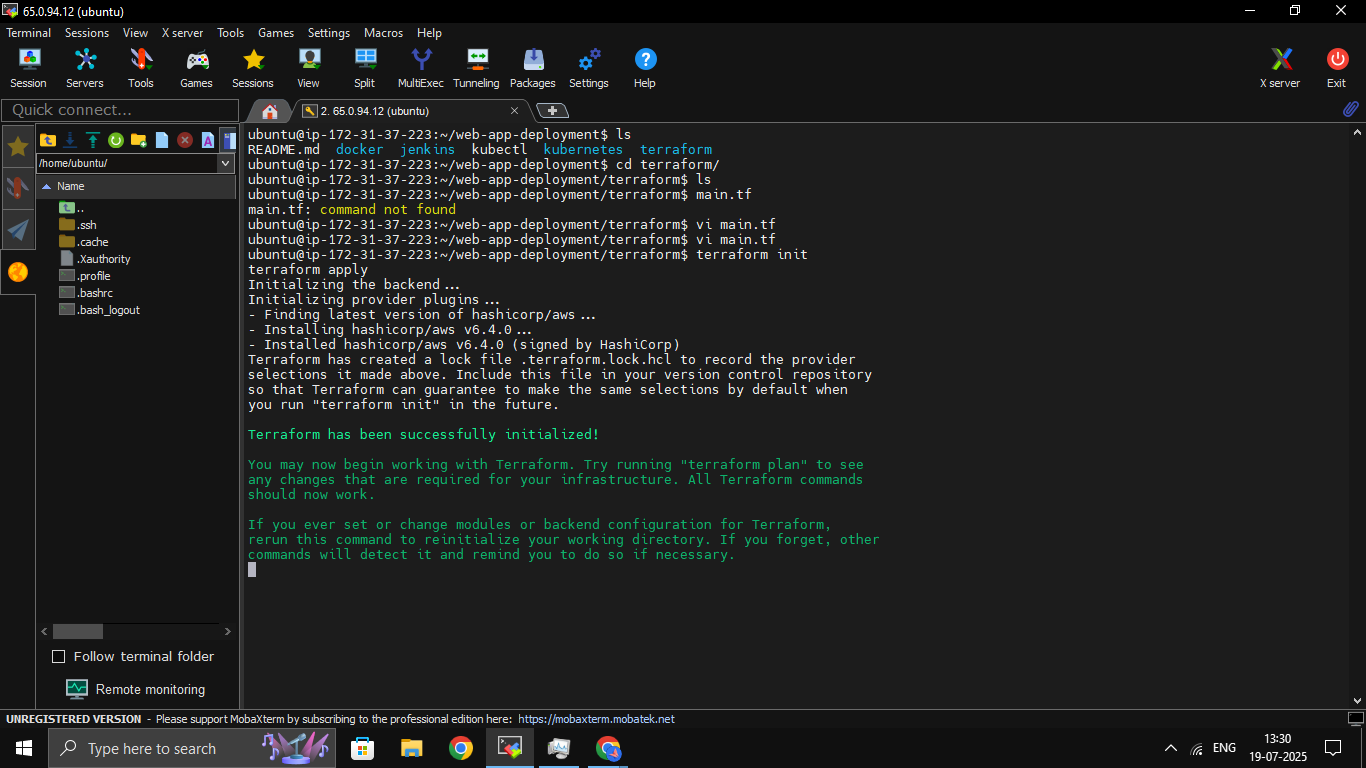 65.0.94.12 (ubuntu)
Terminal Sessions View X server Tools Games Settings Macros Help
Session Servers Tools Games Sessions View Split MultiExec Tunneling Packages Settings Help X server Exit
Quick connect...
2. 65.0.94.12 (ubuntu)
/home/ubuntu/
Name
..
.ssh
.cache
.Xauthority
.profile
.bashrc
.bash_logout
Follow terminal folder
Remote monitoring
ubuntu@ip-172-31-37-223:~/web-app-deployment$ ls
README.md docker jenkins kubectl kubernetes terraform
ubuntu@ip-172-31-37-223:~/web-app-deployment$ cd terraform/
ubuntu@ip-172-31-37-223:~/web-app-deployment/terraform$ ls
ubuntu@ip-172-31-37-223:~/web-app-deployment/terraform$ main.tf
main.tf: command not found
ubuntu@ip-172-31-37-223:~/web-app-deployment/terraform$ vi main.tf
ubuntu@ip-172-31-37-223:~/web-app-deployment/terraform$ vi main.tf
ubuntu@ip-172-31-37-223:~/web-app-deployment/terraform$ terraform init
terraform apply
Initializing the backend...
Initializing provider plugins...
- Finding latest version of hashicorp/aws...
- Installing hashicorp/aws v6.4.0...
- Installed hashicorp/aws v6.4.0 (signed by HashiCorp)
Terraform has created a lock file .terraform.lock.hcl to record the provider
selections it made above. Include this file in your version control repository
so that Terraform can guarantee to make the same selections by default when
you run "terraform init" in the future.
Terraform has been successfully initialized!
You may now begin working with Terraform. Try running "terraform plan" to see
any changes that are required for your infrastructure. All Terraform commands
should now work.
If you ever set or change modules or backend configuration for Terraform,
rerun this command to reinitialize your working directory. If you forget, other
commands will detect it and remind you to do so if necessary.
UNREGISTERED VERSION - Please support MobaXterm by subscribing to the professional edition here: https://mobaxterm.mobatek.net
Type here to search
ENG
13:30
19-07-2025